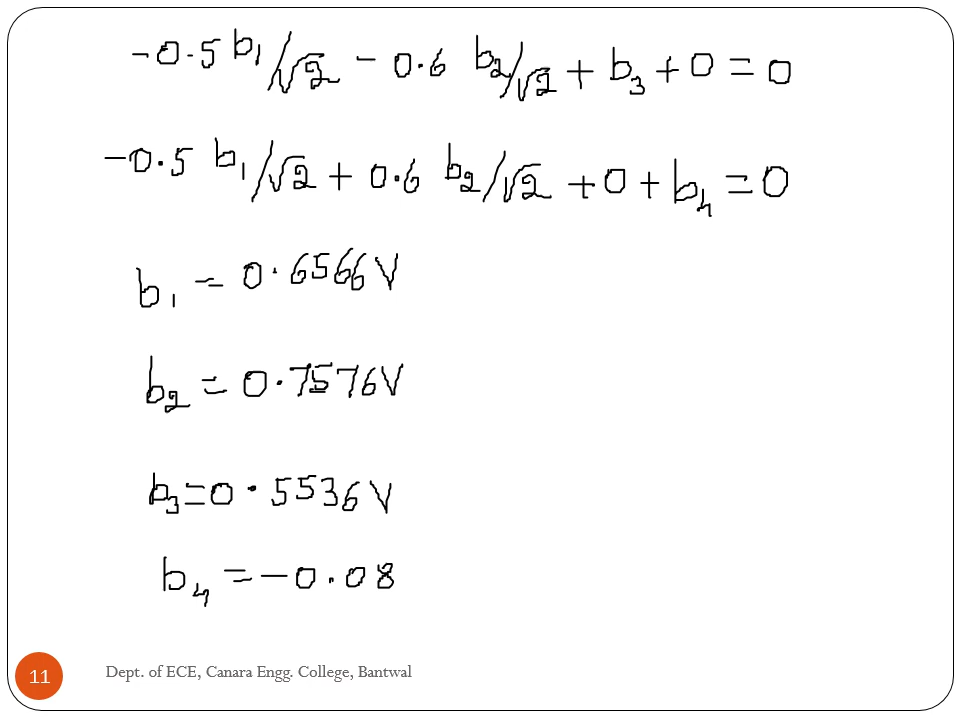 -0.5 b₁/√2 - 0.6 b₂/√2 + b₃ + 0 = 0
-0.5 b₁/√2 + 0.6 b₂/√2 + 0 + b₄ = 0
b₁ = 0.6566V
b₂ = 0.7576V
b₃ = 0.5536V
b₄ = -0.08
11 Dept. of ECE, Canara Engg. College, Bantwal